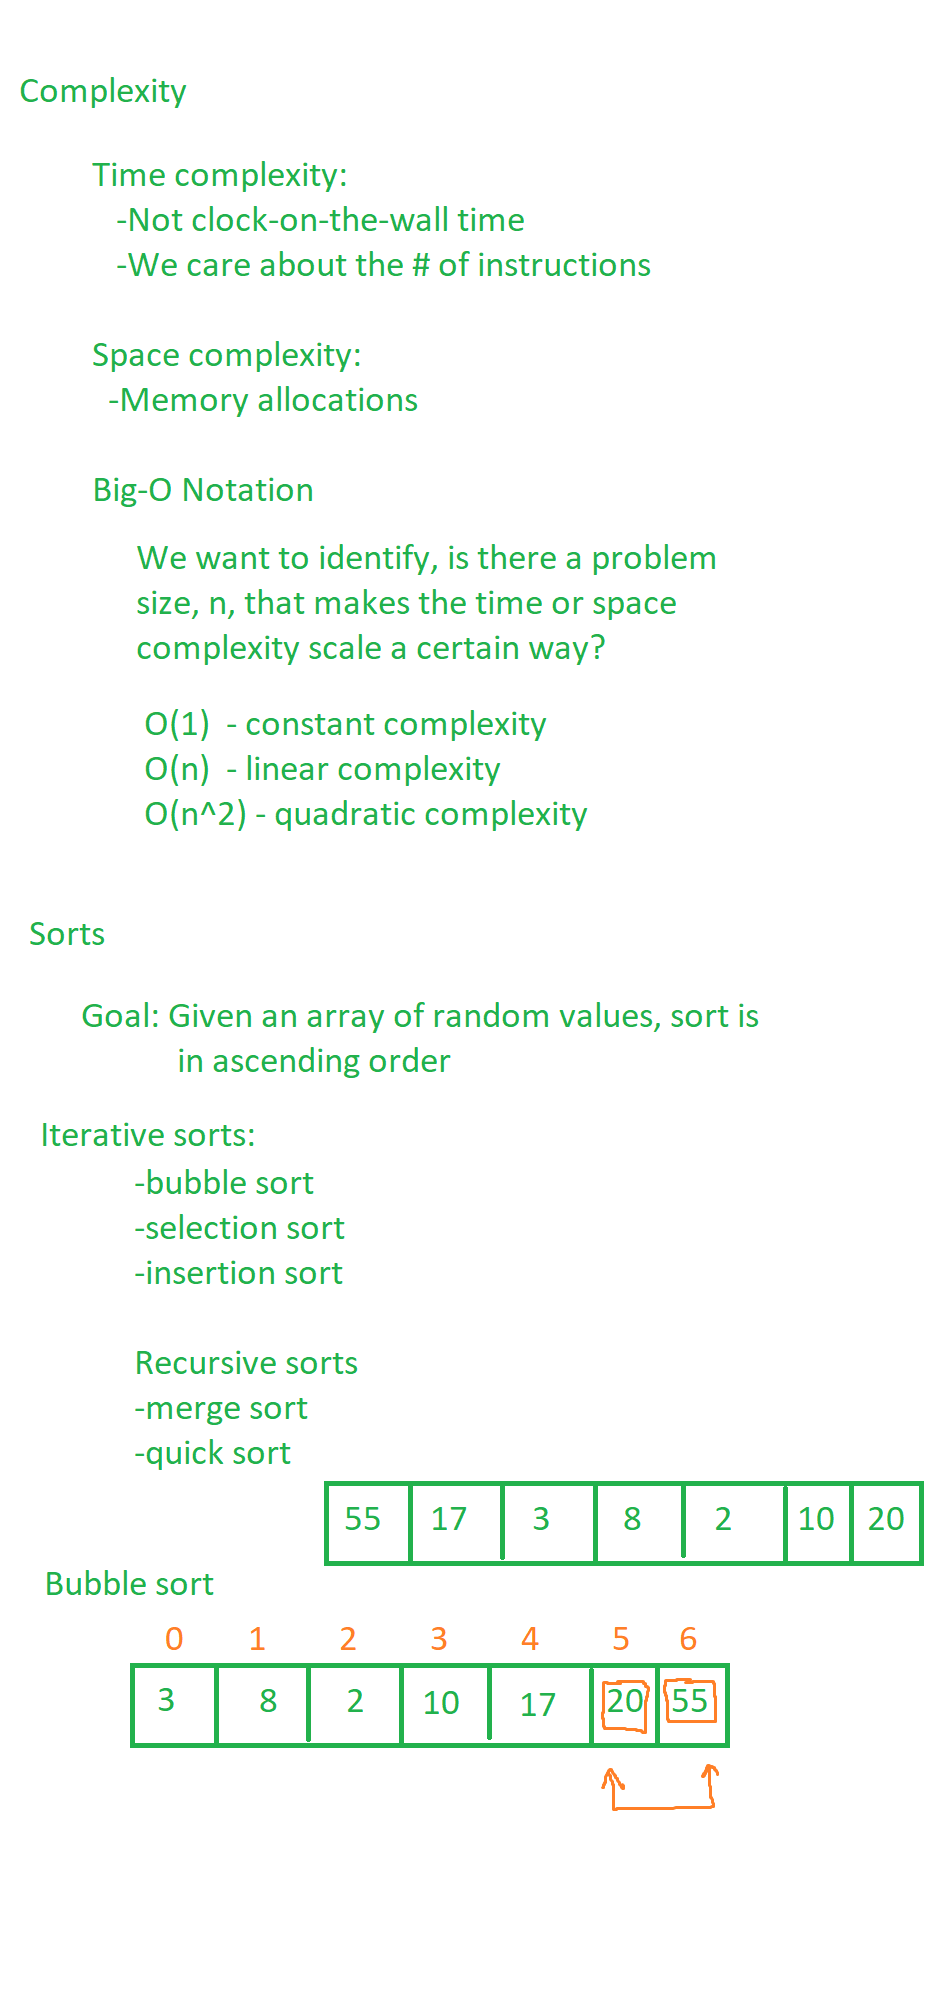 Complexity
Time complexity:
-Not clock-on-the-wall time
-We care about the # of instructions
Space complexity:
-Memory allocations
Big-O Notation
We want to identify, is there a problem
size, n, that makes the time or space
complexity scale a certain way?
O(1) - constant complexity
O(n) - linear complexity
O(n^2) - quadratic complexity
Sorts
Goal: Given an array of random values, sort is
in ascending order
Iterative sorts:
-bubble sort
-selection sort
-insertion sort
Recursive sorts
-merge sort
-quick sort
55 17 3 8 2 10 20
Bubble sort
0 1 2 3 4 5 6
3 8 2 10 17 20 55